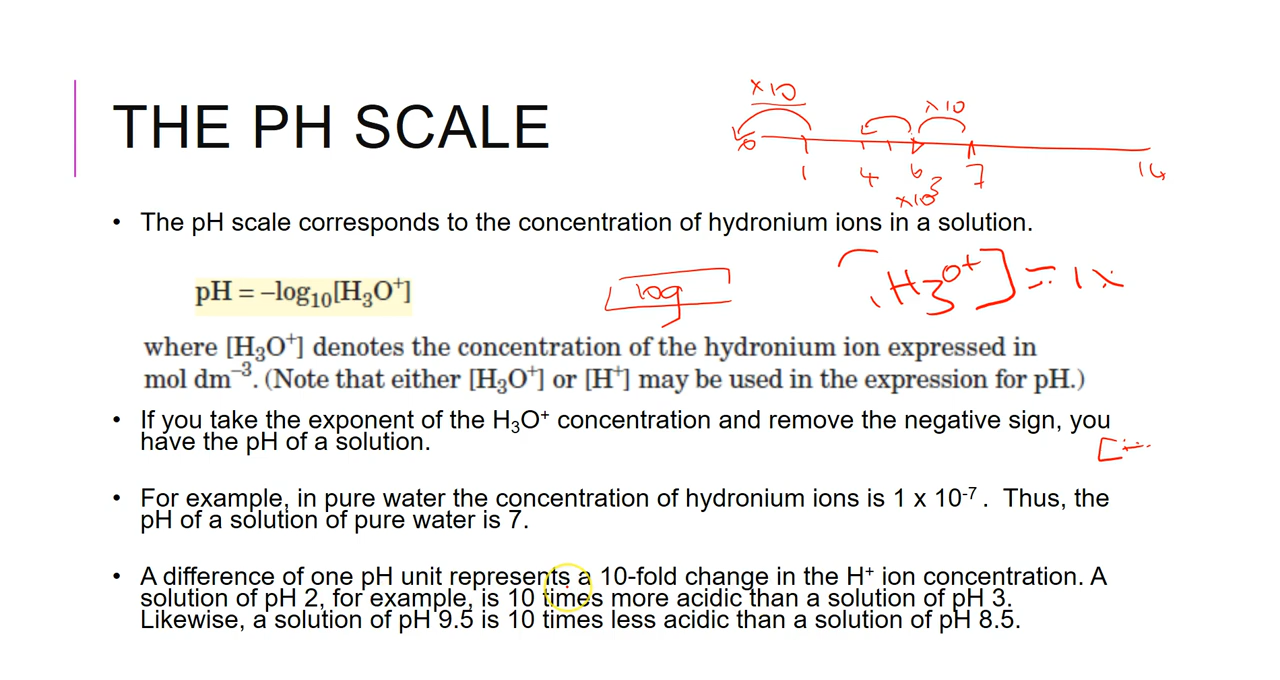 THE PH SCALE
×10
×10
0
1
4
6
7
14
×10³
• The pH scale corresponds to the concentration of hydronium ions in a solution.
pH = –log₁₀[H₃O⁺]
log
[H₃O⁺] = 1 ×
where [H₃O⁺] denotes the concentration of the hydronium ion expressed in
mol dm⁻³. (Note that either [H₃O⁺] or [H⁺] may be used in the expression for pH.)
• If you take the exponent of the H₃O⁺ concentration and remove the negative sign, you
have the pH of a solution.
• For example, in pure water the concentration of hydronium ions is 1 x 10⁻⁷ . Thus, the
pH of a solution of pure water is 7.
• A difference of one pH unit represents a 10-fold change in the H⁺ ion concentration. A
solution of pH 2, for example, is 10 times more acidic than a solution of pH 3.
Likewise, a solution of pH 9.5 is 10 times less acidic than a solution of pH 8.5.